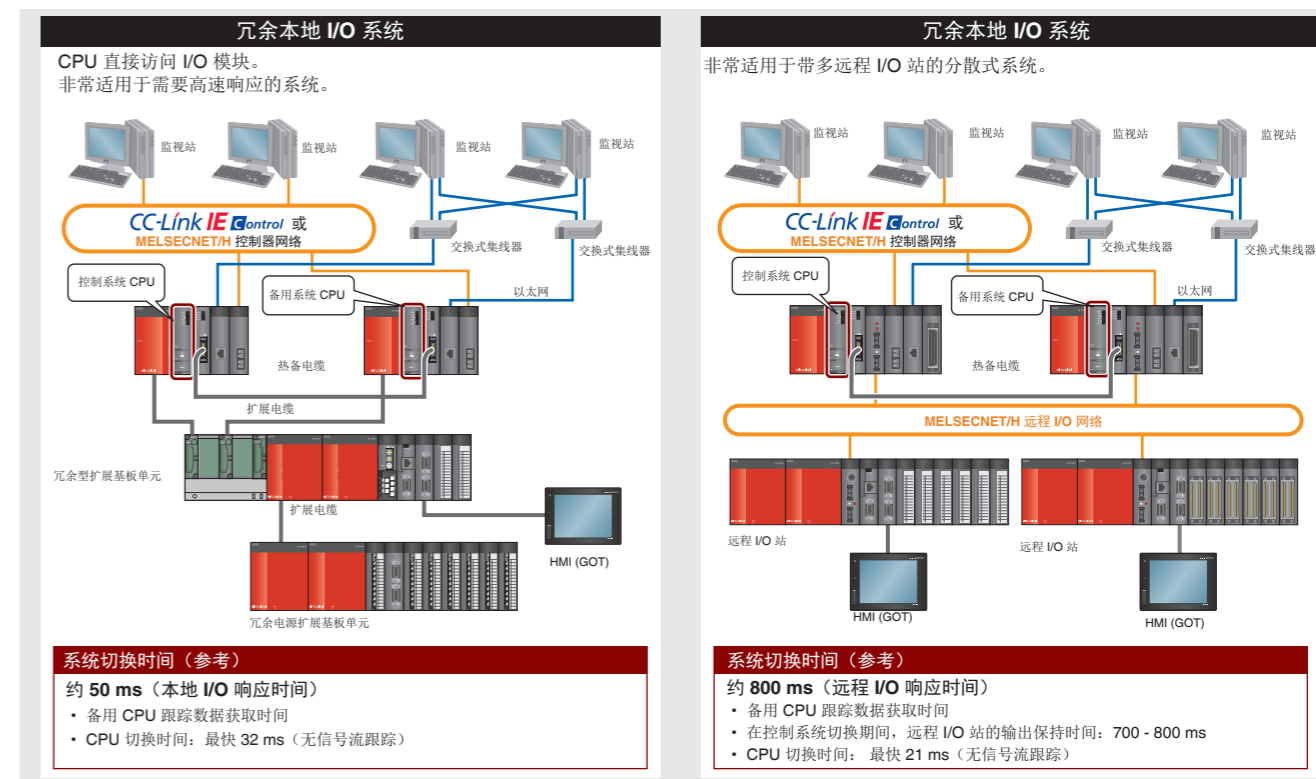 冗余本地 I/O 系统
CPU 直接访问 I/O 模块。
非常适用于需要高速响应的系统。
监视站
监视站
监视站
监视站
CC-Link IE Control 或
MELSECNET/H 控制器网络
交换式集线器
交换式集线器
控制系统 CPU
备用系统 CPU
以太网
热备电缆
扩展电缆
冗余型扩展基板单元
扩展电缆
HMI (GOT)
冗余电源扩展基板单元
系统切换时间（参考）
约 50 ms（本地 I/O 响应时间）
• 备用 CPU 跟踪数据获取时间
• CPU 切换时间：最快 32 ms（无信号流跟踪）
冗余本地 I/O 系统
非常适用于带多远程 I/O 站的分散式系统。
监视站
监视站
监视站
监视站
CC-Link IE Control 或
MELSECNET/H 控制器网络
交换式集线器
交换式集线器
控制系统 CPU
备用系统 CPU
以太网
热备电缆
MELSECNET/H 远程 I/O 网络
远程 I/O 站
远程 I/O 站
HMI (GOT)
HMI (GOT)
系统切换时间（参考）
约 800 ms（远程 I/O 响应时间）
• 备用 CPU 跟踪数据获取时间
• 在控制系统切换期间，远程 I/O 站的输出保持时间：700 - 800 ms
• CPU 切换时间： 最快 21 ms（无信号流跟踪）